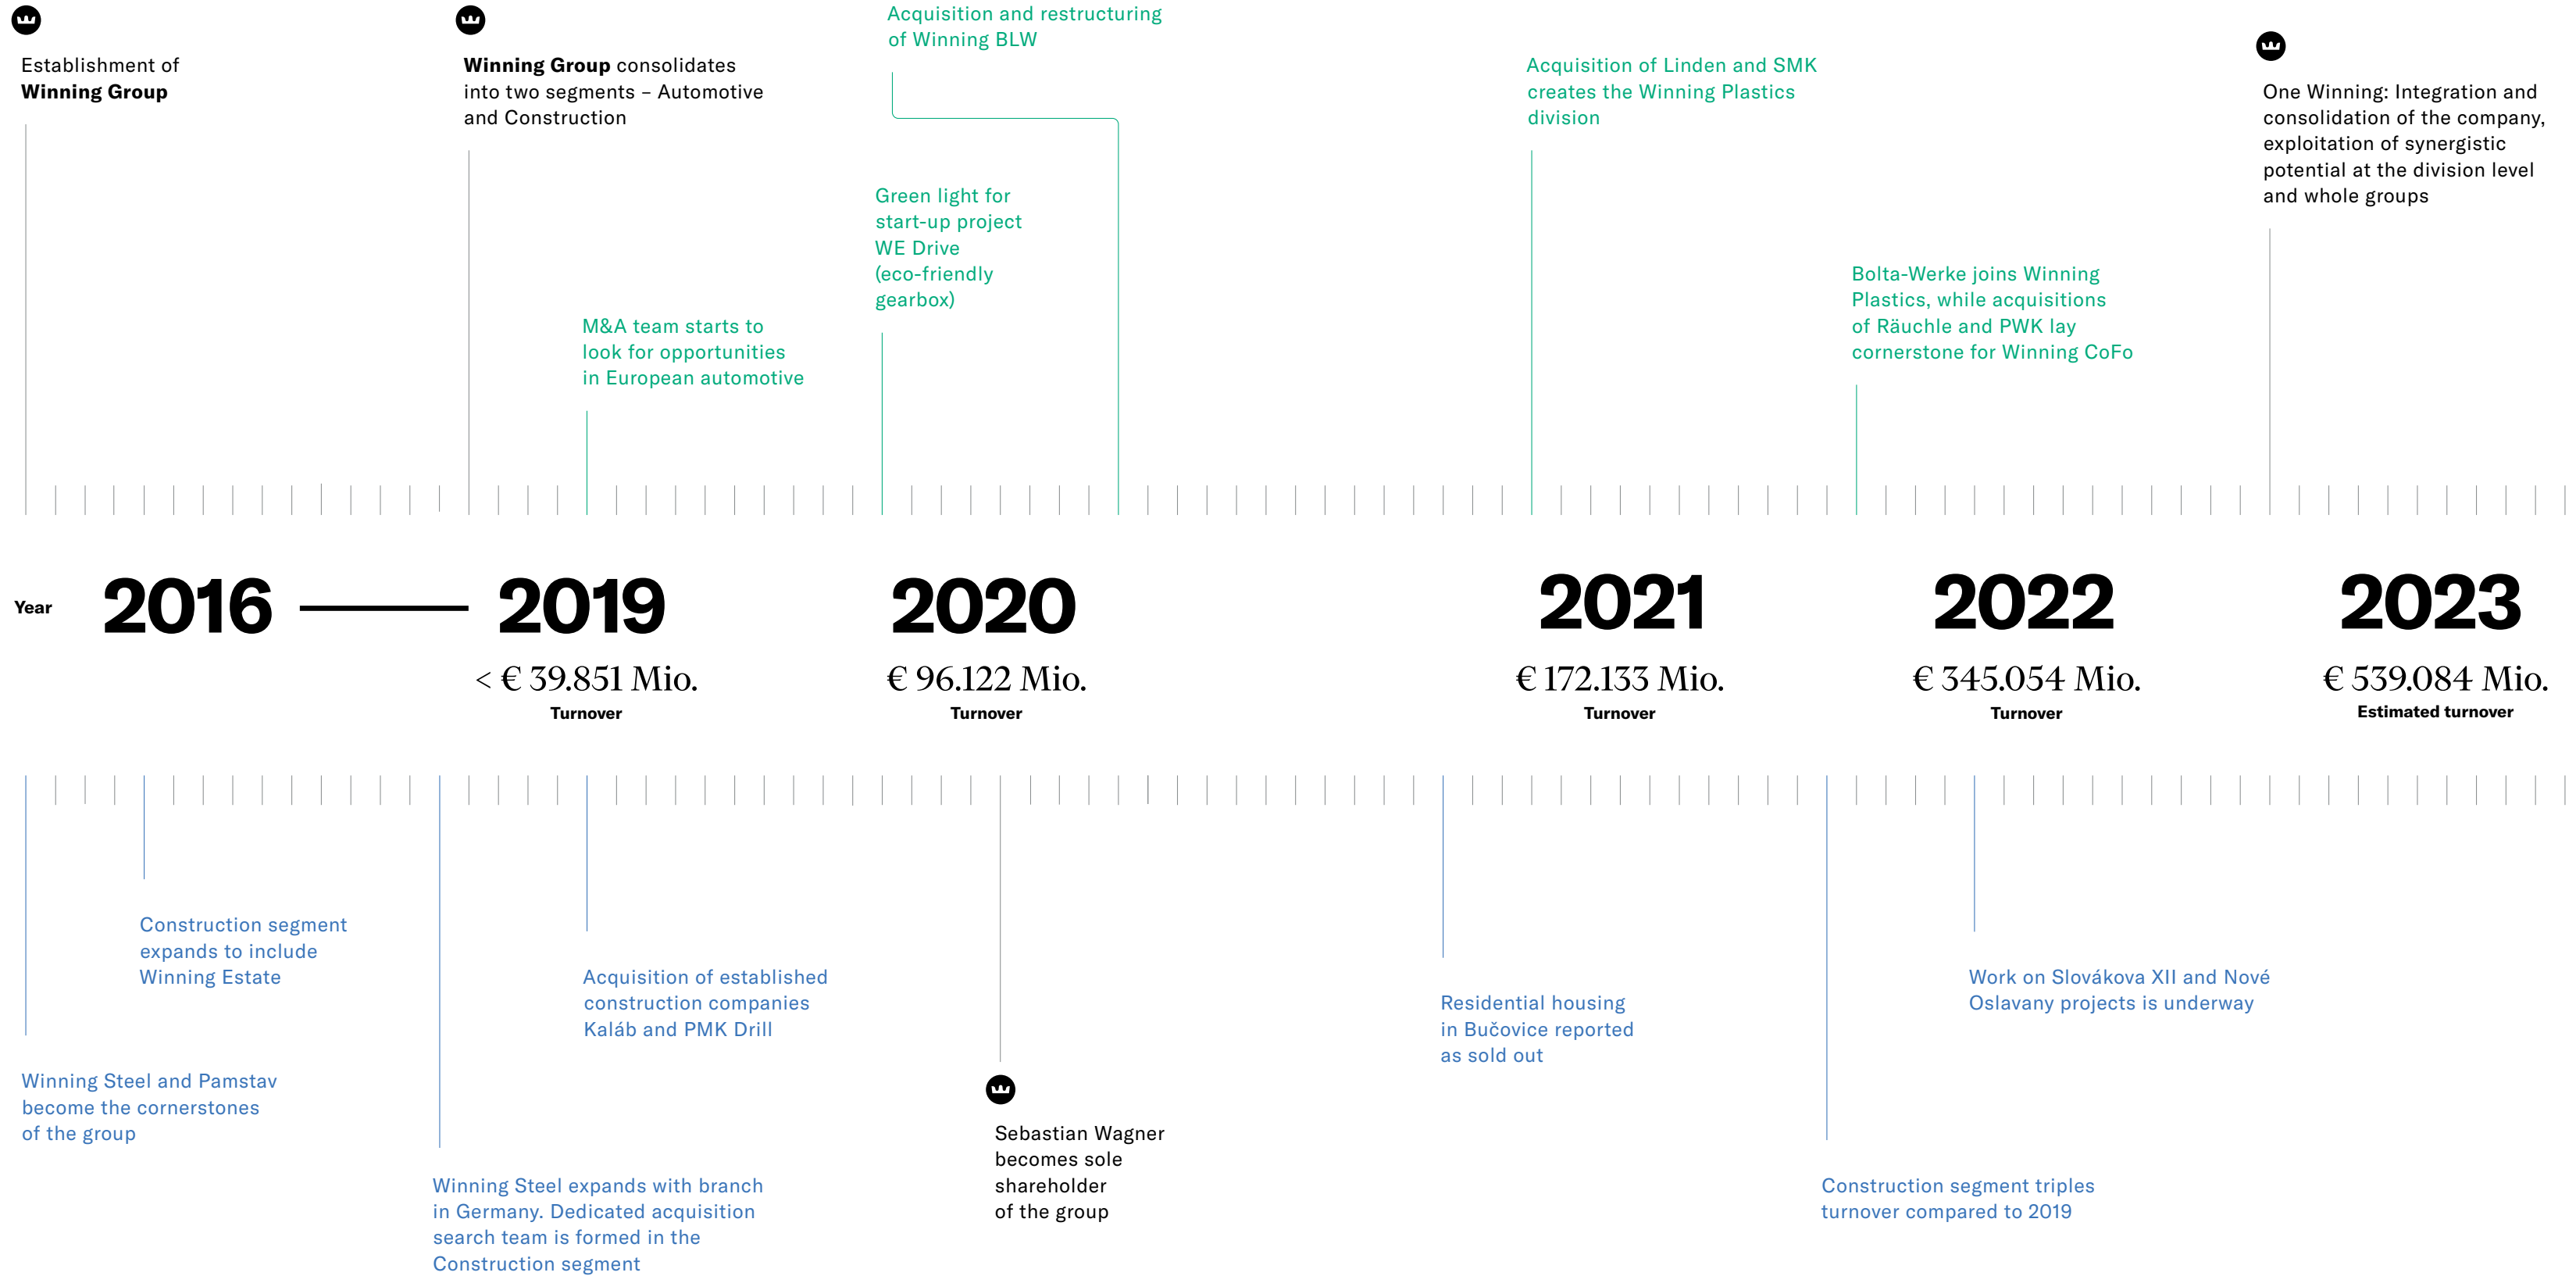 Establishment of
Winning Group
Winning Group consolidates
into two segments – Automotive
and Construction
M&A team starts to
look for opportunities
in European automotive
Acquisition and restructuring
of Winning BLW
Green light for
start-up project
WE Drive
(eco-friendly
gearbox)
Acquisition of Linden and SMK
creates the Winning Plastics
division
Bolta-Werke joins Winning
Plastics, while acquisitions
of Räuchle and PWK lay
cornerstone for Winning CoFo
One Winning: Integration and
consolidation of the company,
exploitation of synergistic
potential at the division level
and whole groups
Year
2016
2019
< € 39.851 Mio.
Turnover
2020
€ 96.122 Mio.
Turnover
2021
€ 172.133 Mio.
Turnover
2022
€ 345.054 Mio.
Turnover
2023
€ 539.084 Mio.
Estimated turnover
Winning Steel and Pamstav
become the cornerstones
of the group
Construction segment
expands to include
Winning Estate
Winning Steel expands with branch
in Germany. Dedicated acquisition
search team is formed in the
Construction segment
Acquisition of established
construction companies
Kaláb and PMK Drill
Sebastian Wagner
becomes sole
shareholder
of the group
Residential housing
in Bučovice reported
as sold out
Construction segment triples
turnover compared to 2019
Work on Slovákova XII and Nové
Oslavany projects is underway